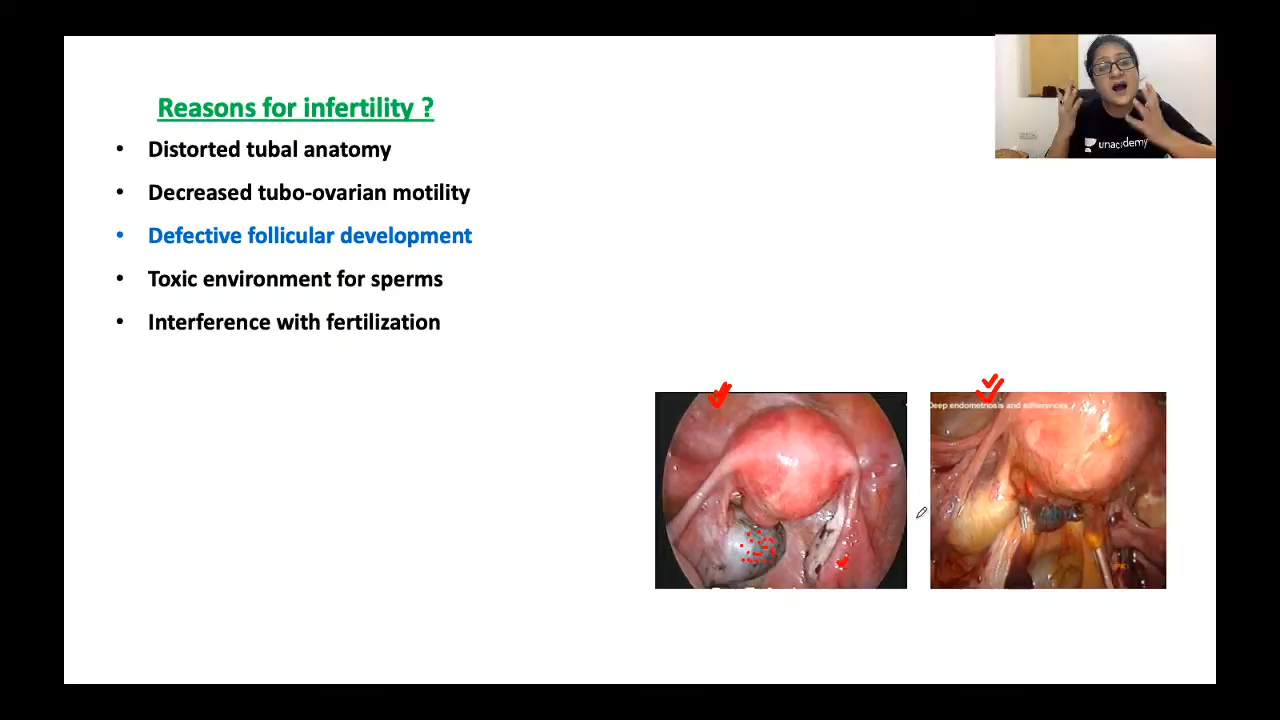 Reasons for infertility ?
• Distorted tubal anatomy
• Decreased tubo-ovarian motility
• Defective follicular development
• Toxic environment for sperms
• Interference with fertilization
unacademy
Deep endometriosis and adherences